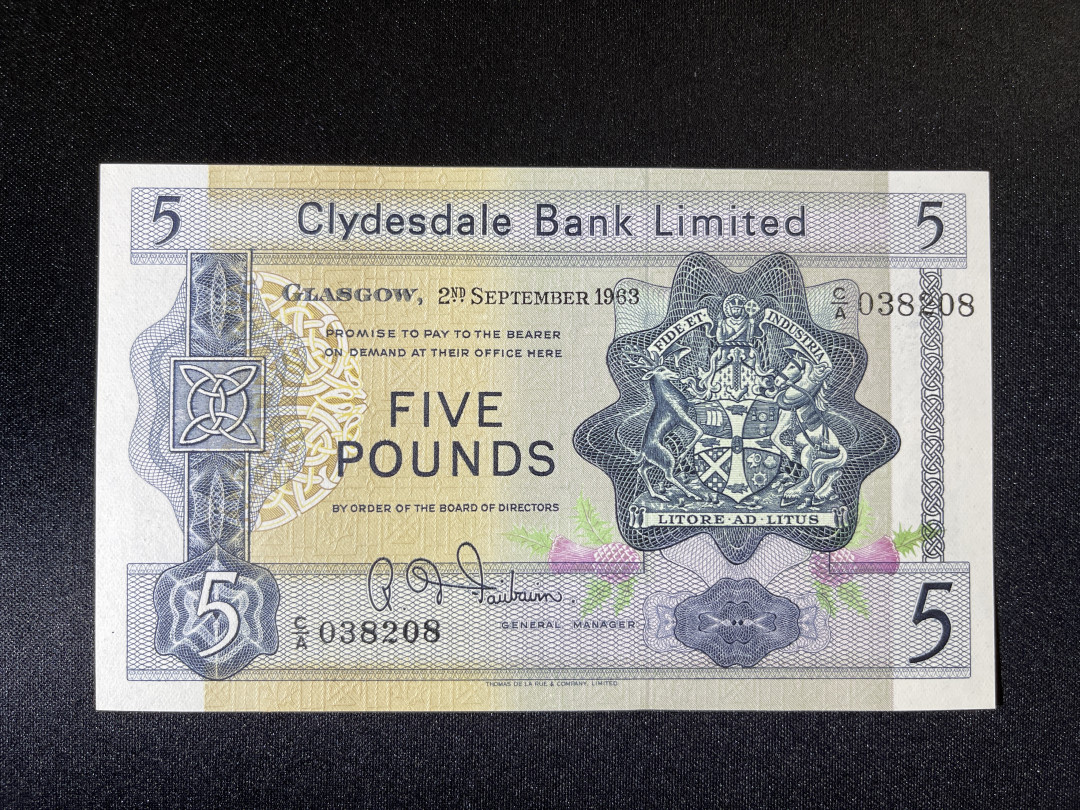 5 Clydesdale Bank Limited 5
GLASGOW, 2ND SEPTEMBER 1963
C/A 038208
PROMISE TO PAY TO THE BEARER
ON DEMAND AT THEIR OFFICE HERE
FIDE ET INDUSTRIA
FIVE
POUNDS
BY ORDER OF THE BOARD OF DIRECTORS
LITORE·AD·LITUS
R. D. Fairbairn
5
C/A 038208
GENERAL MANAGER
5
THOMAS DE LA RUE & COMPANY, LIMITED.